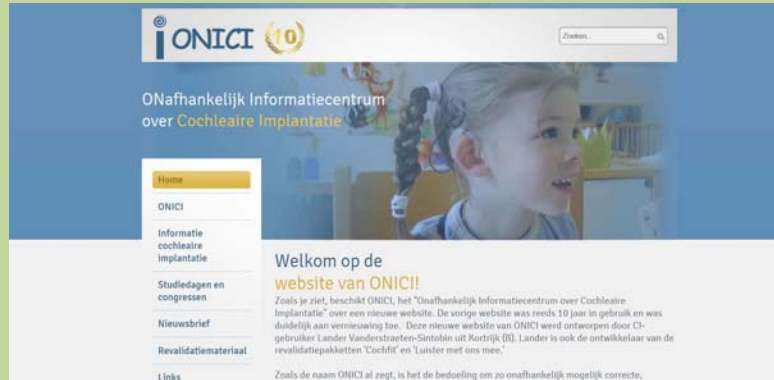 iONICI 10
Zoeken...
ONafhankelijk Informatiecentrum
over Cochleaire Implantatie
Home
ONICI
Informatie
cochleaire
implantatie
Studiedagen en
congressen
Nieuwsbrief
Revalidatiemateriaal
Links
Welkom op de
website van ONICI!
Zoals je ziet, beschikt ONICI, het "Onafhankelijk Informatiecentrum over Cochleaire
Implantatie" over een nieuwe website. De vorige website was reeds 10 jaar in gebruik en was
duidelijk aan vernieuwing toe. Deze nieuwe website van ONICI werd ontworpen door CI-
gebruiker Lander Vanderstraeten-Sintobin uit Kortrijk (B). Lander is ook de ontwikkelaar van de
revalidatiepakketten 'Cochfit' en 'Luister met ons mee.'
Zoals de naam ONICI al zegt, is het de bedoeling om zo onafhankelijk mogelijk correcte,